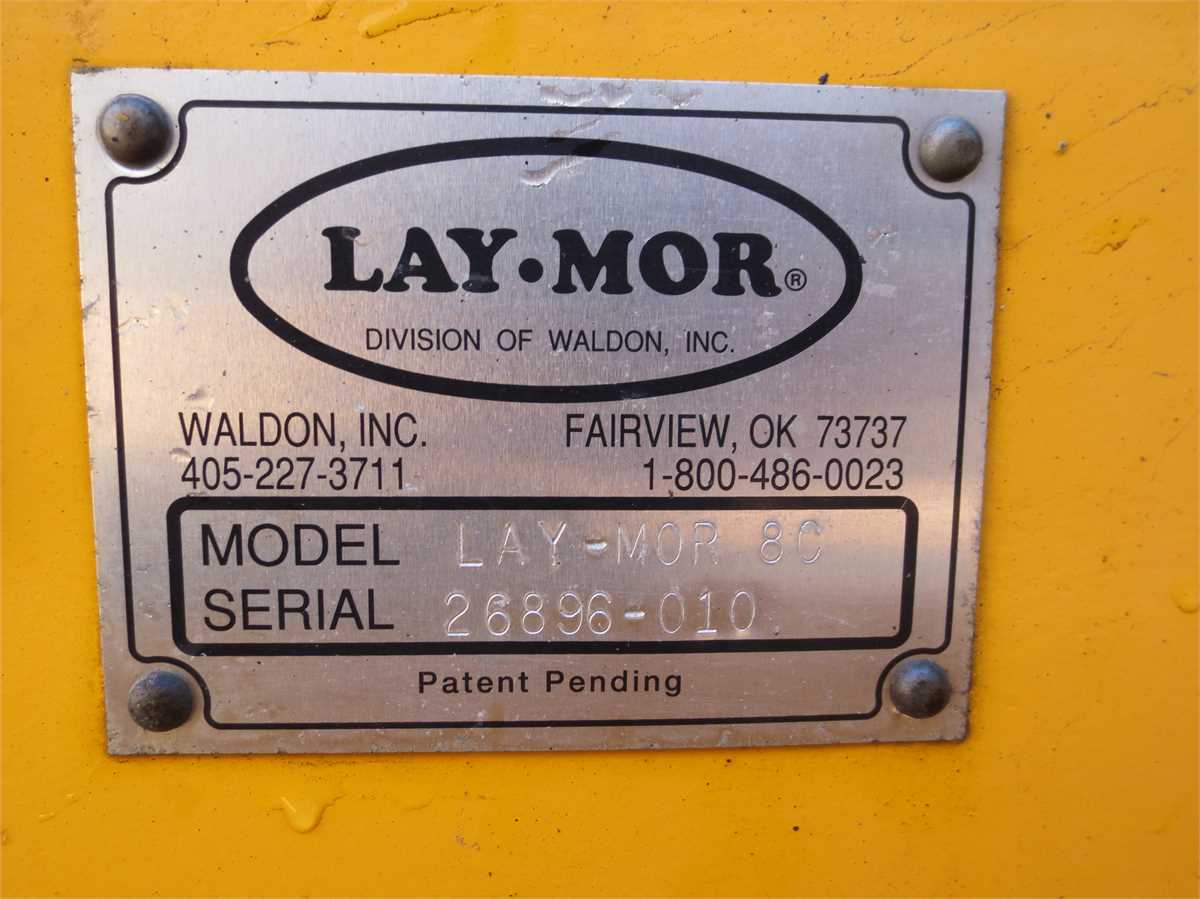 LAY•MOR®
DIVISION OF WALDON, INC.
WALDON, INC. FAIRVIEW, OK 73737
405-227-3711 1-800-486-0023
MODEL LAY-MOR 8C
SERIAL 26896-010
Patent Pending